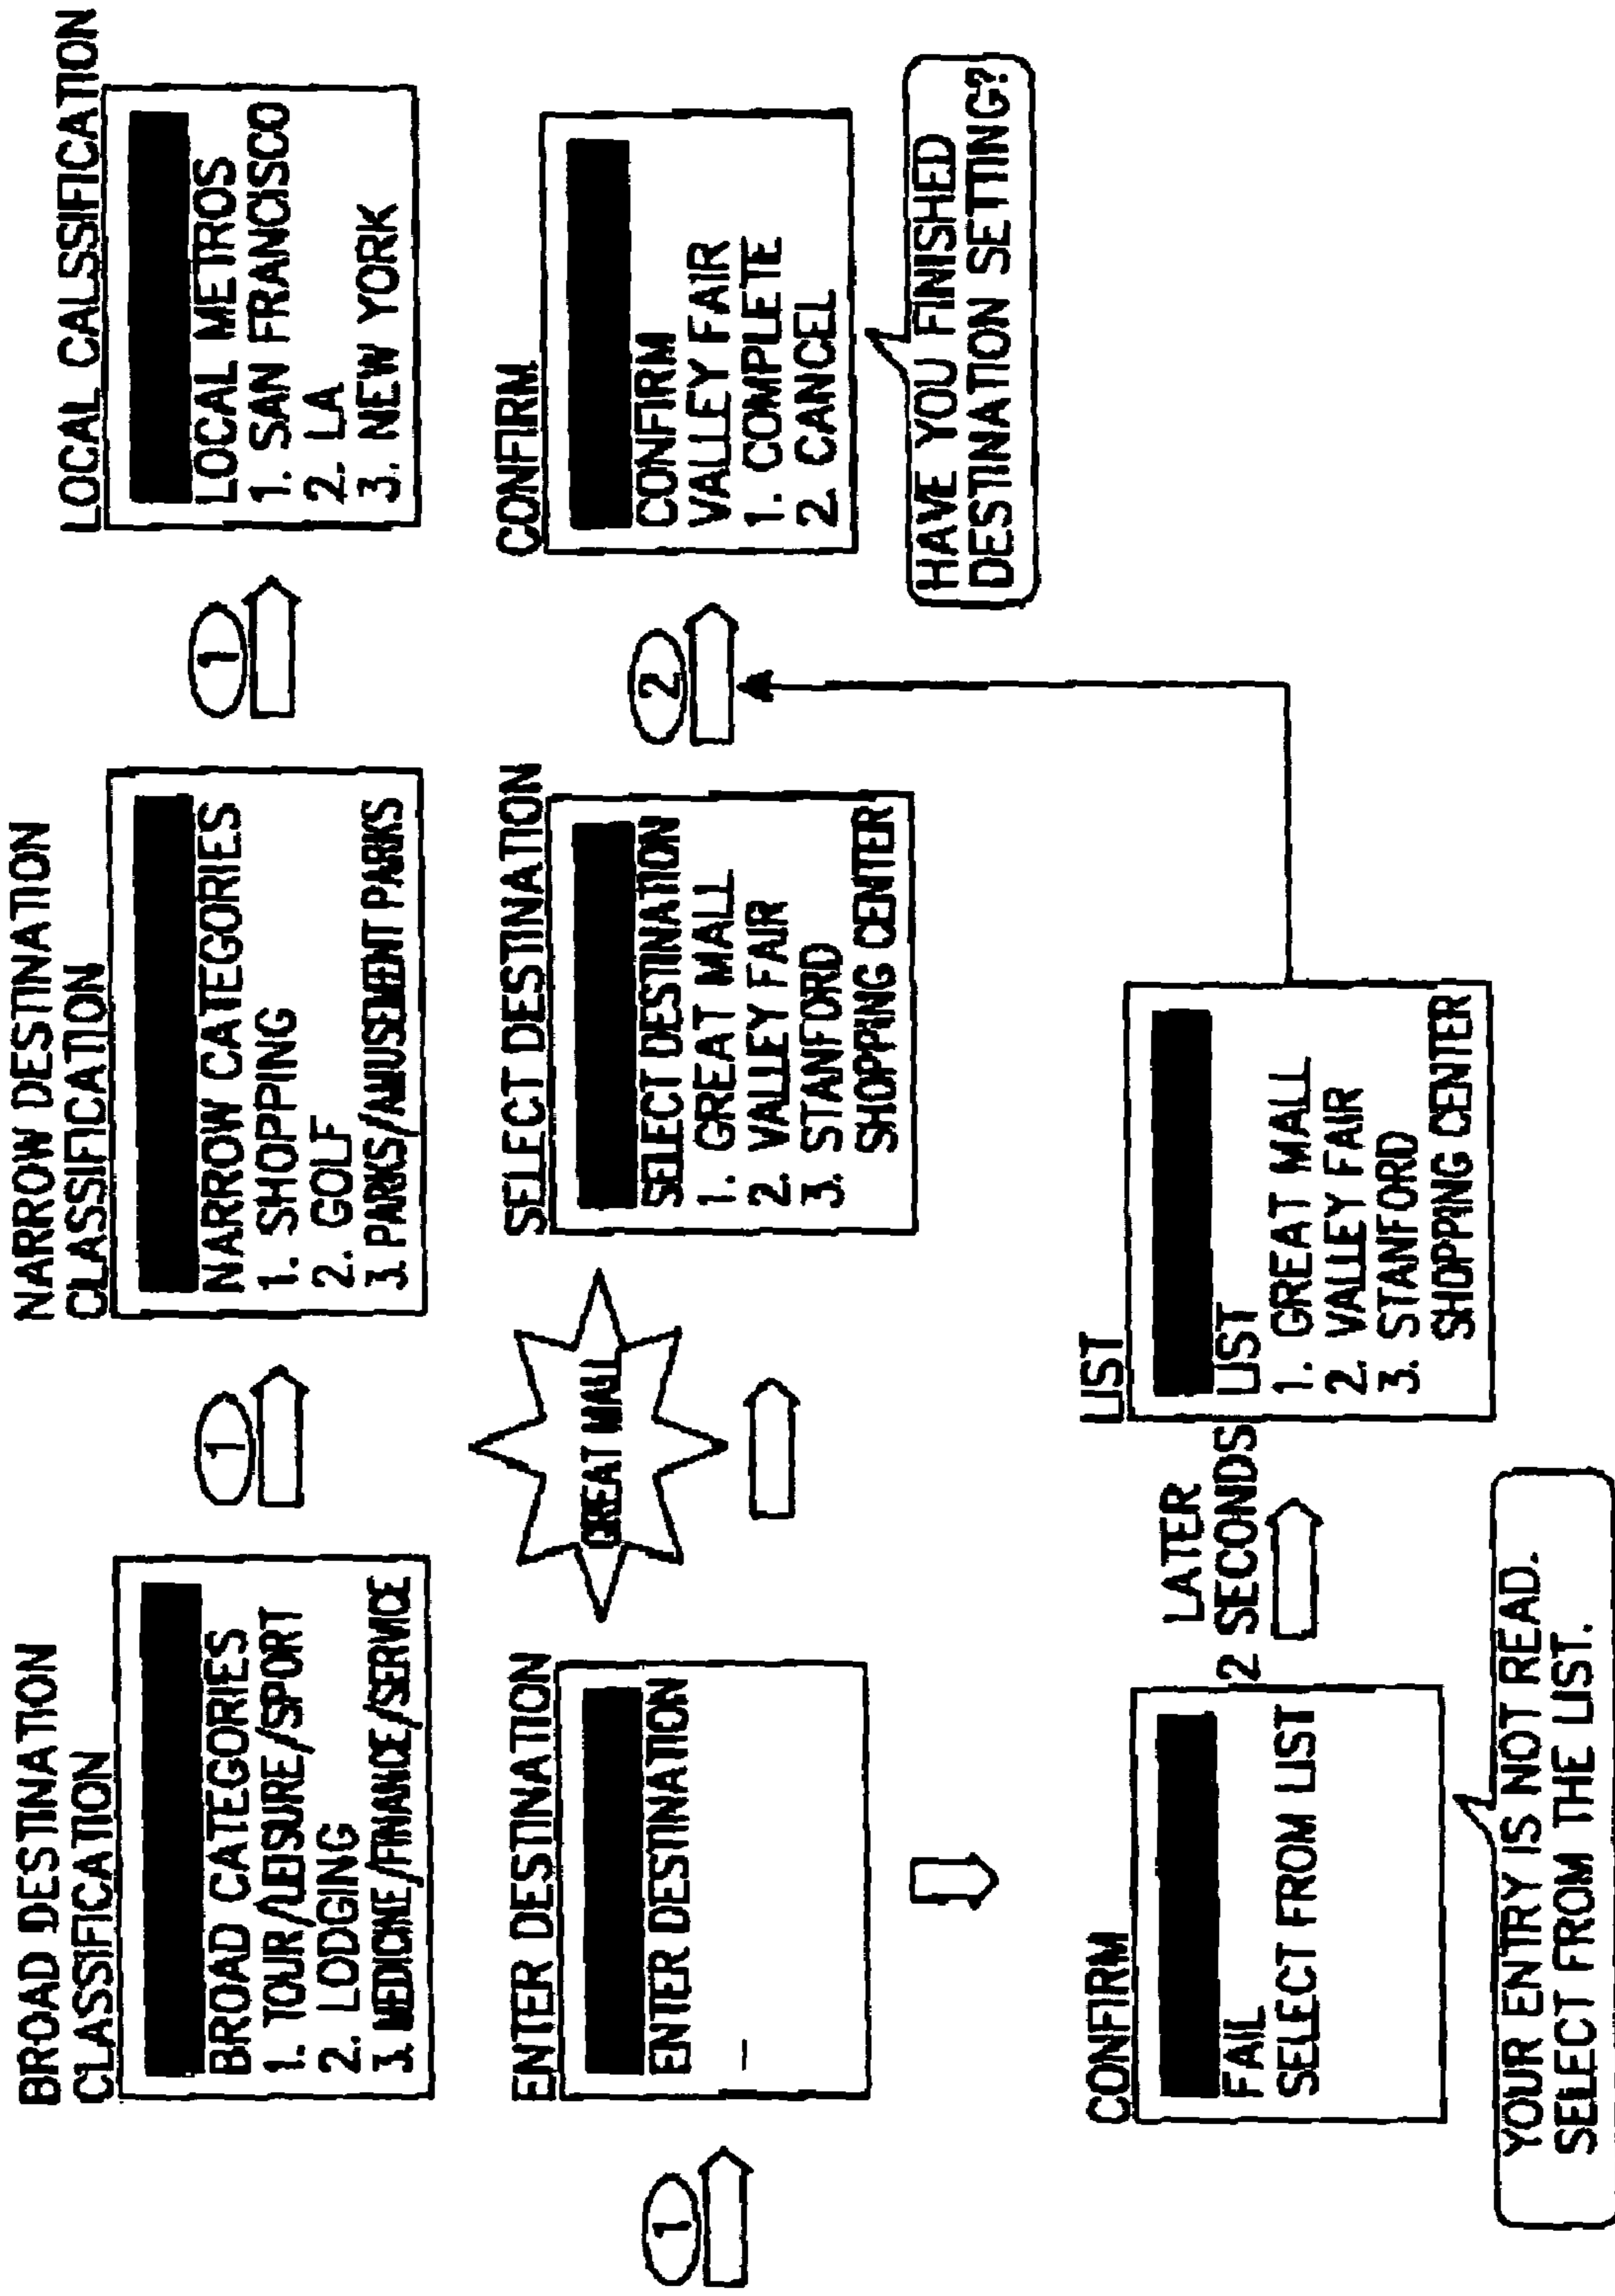 BROAD DESTINATION
CLASSIFICATION
BROAD CATEGORIES
1. TOUR/LEISURE/SPORT
2. LODGING
3. MEDICINE/FINANCE/SERVICE
1
NARROW DESTINATION
CLASSIFICATION
NARROW CATEGORIES
1. SHOPPING
2. GOLF
3. PARKS/AMUSEMENT PARKS
1
LOCAL CALSSIFICATION
LOCAL METROS
1. SAN FRANCISCO
2. LA
3. NEW YORK
1
ENTER DESTINATION
ENTER DESTINATION
GREAT MALL
SELECT DESTINATION
SELECT DESTINATION
1. GREAT MALL
2. VALLEY FAIR
3. STANFORD
SHOPPING CENTER
2
CONFIRM
CONFIRM
VALLEY FAIR
1. COMPLETE
2. CANCEL
HAVE YOU FINISHED
DESTINATION SETTING?
CONFIRM
FAIL
SELECT FROM LIST
YOUR ENTRY IS NOT READ.
SELECT FROM THE LIST.
LATER
2 SECONDS
LIST
LIST
1. GREAT MALL
2. VALLEY FAIR
3. STANFORD
SHOPPING CENTER